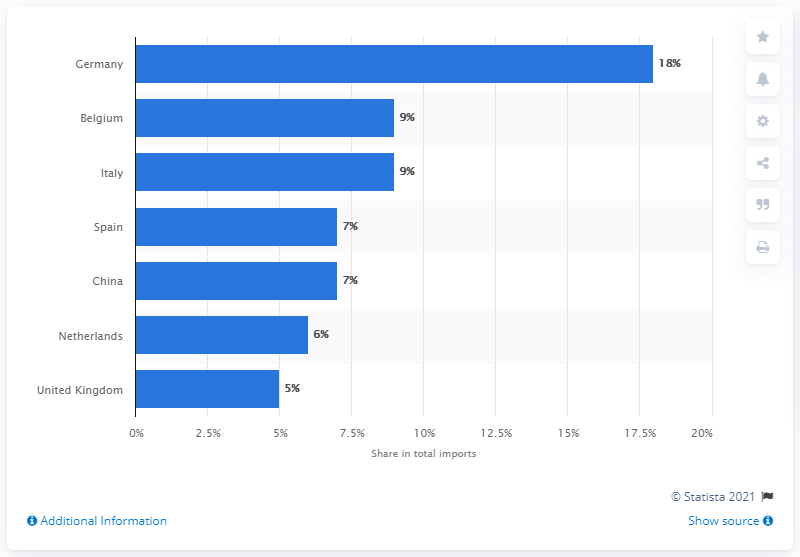 Germany 18%
Belgium 9%
Italy 9%
Spain 7%
China 7%
Netherlands 6%
United Kingdom 5%
0% 2.5% 5% 7.5% 10% 12.5% 15% 17.5% 20%
Share in total imports
© Statista 2021
Additional Information Show source